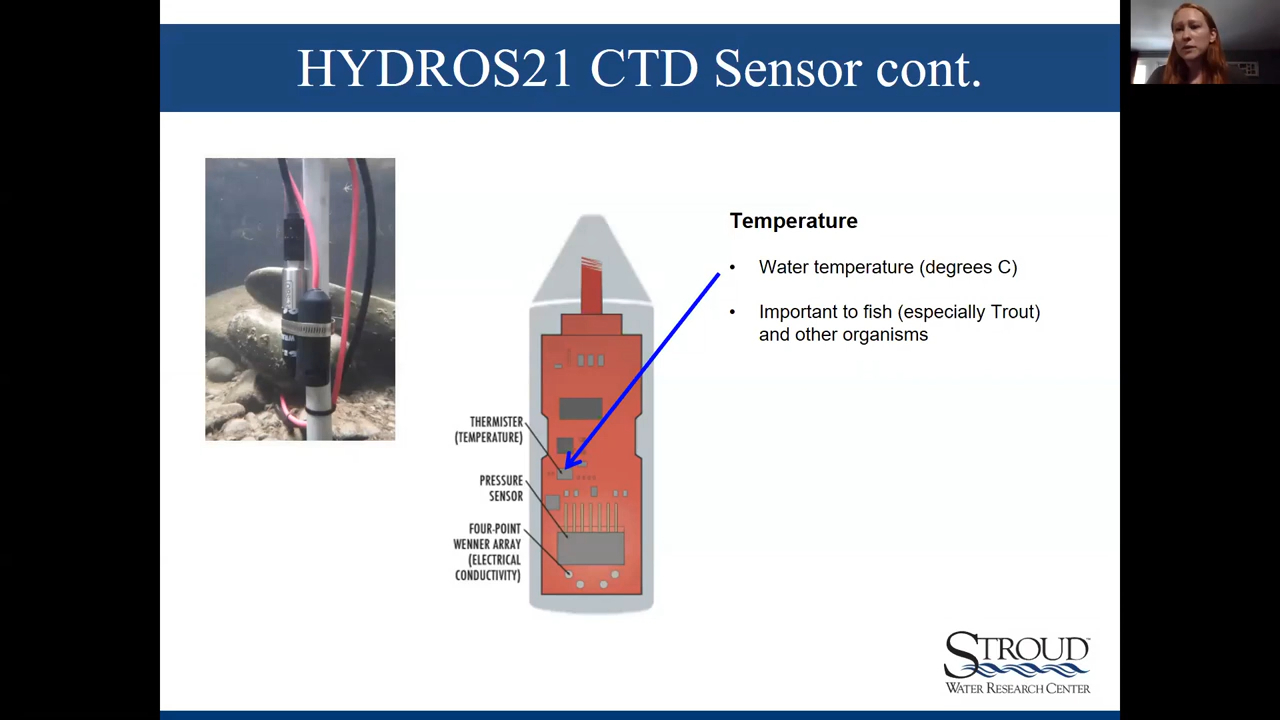 HYDROS21 CTD Sensor cont.
Temperature
• Water temperature (degrees C)
• Important to fish (especially Trout)
and other organisms
THERMISTER
(TEMPERATURE)
PRESSURE
SENSOR
FOUR-POINT
WENNER ARRAY
(ELECTRICAL
CONDUCTIVITY)
STROUD™
WATER RESEARCH CENTER